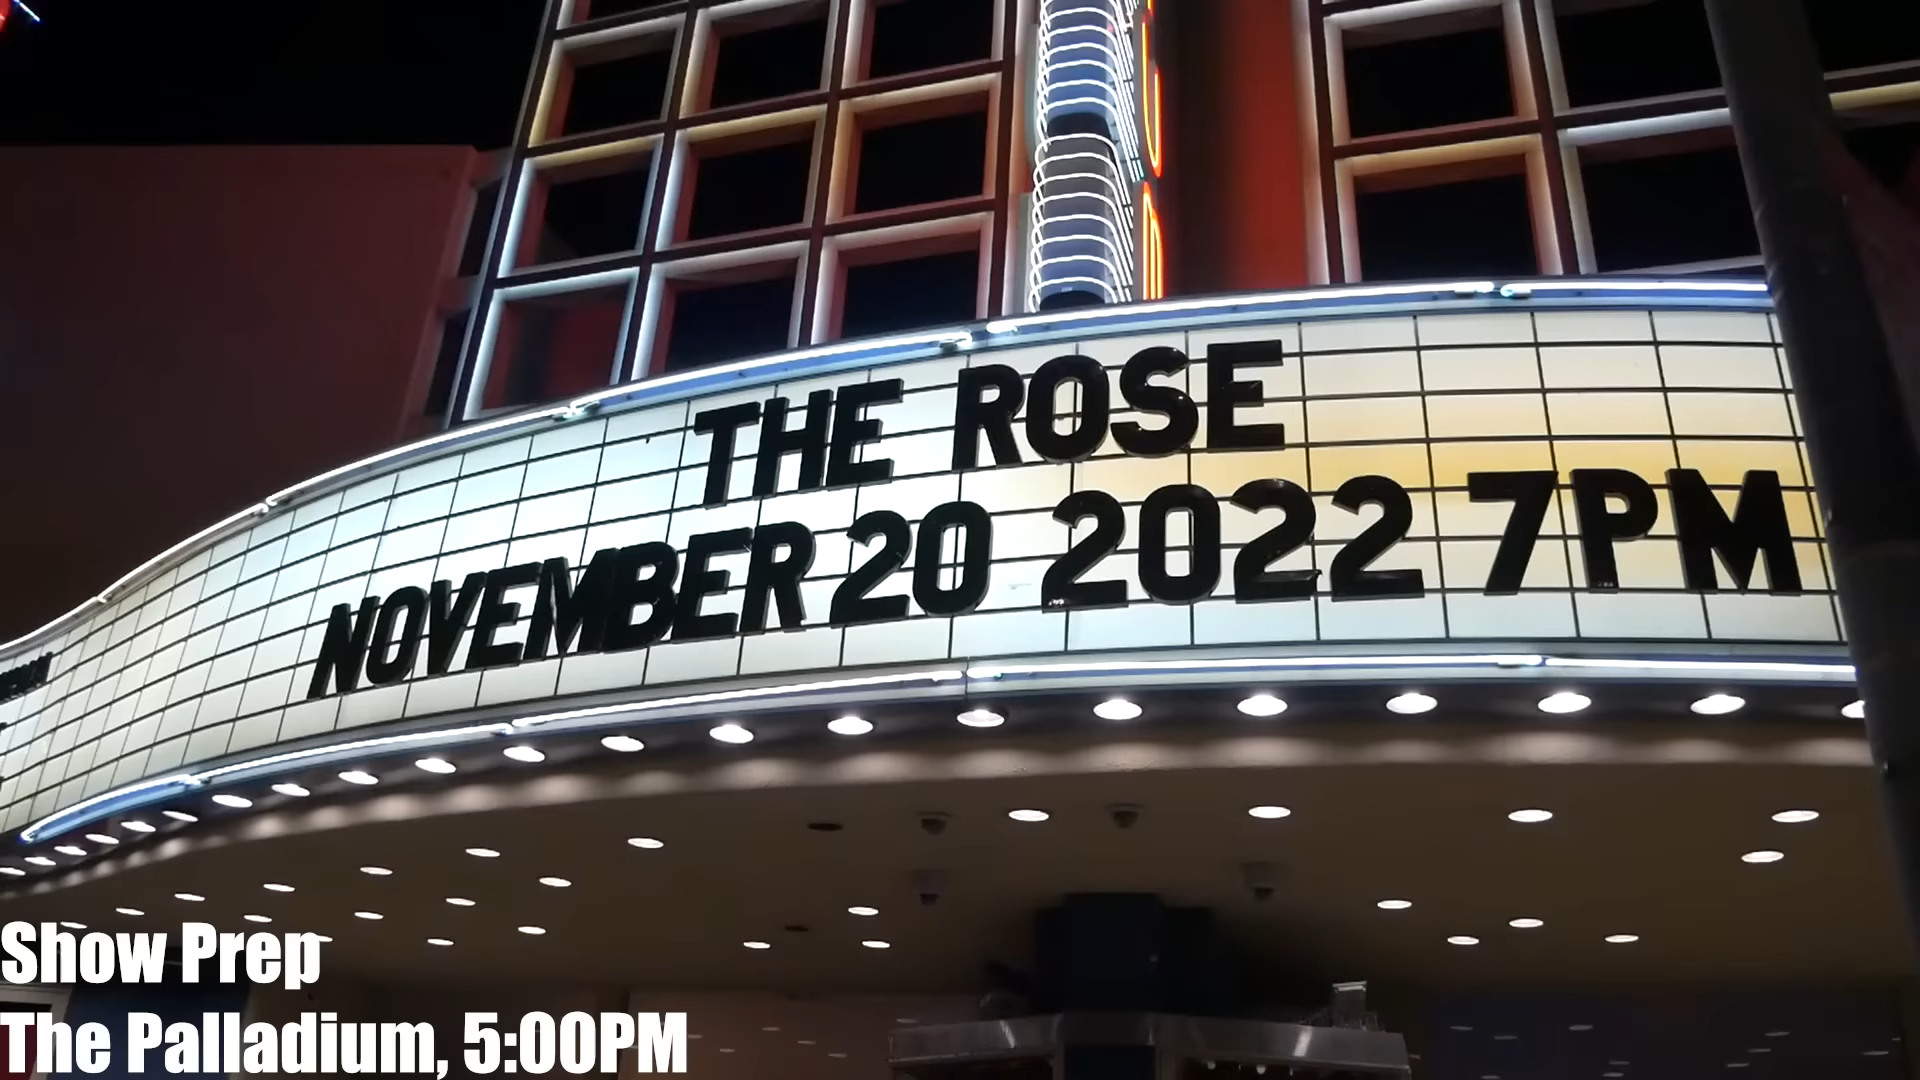 THE ROSE
NOVEMBER 20 2022 7PM
Show Prep
The Palladium, 5:00PM